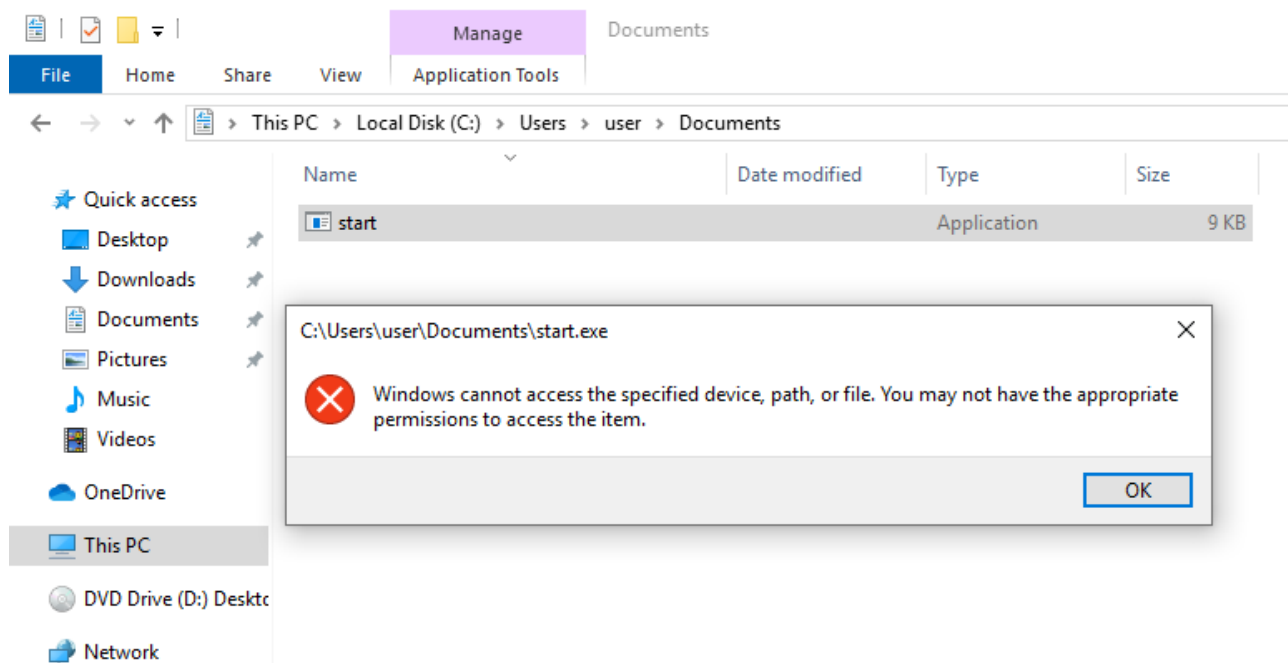 Manage
Documents
File
Home
Share
View
Application Tools
This PC
Local Disk (C:)
Users
user
Documents
Name
Date modified
Type
Size
Quick access
start
Application
9 KB
Desktop
Downloads
Documents
Pictures
Music
Videos
OneDrive
This PC
DVD Drive (D:) Deskto
Network
C:\Users\user\Documents\start.exe
Windows cannot access the specified device, path, or file. You may not have the appropriate
permissions to access the item.
OK